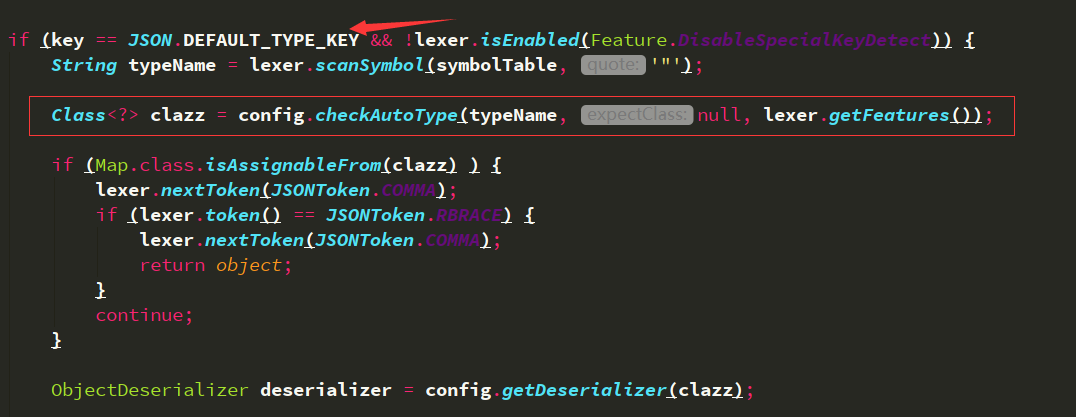 if (key == JSON.DEFAULT_TYPE_KEY && !lexer.isEnabled(Feature.DisableSpecialKeyDetect)) {
String typeName = lexer.scanSymbol(symbolTable, quote: '"');
Class<?> clazz = config.checkAutoType(typeName, expectClass: null, lexer.getFeatures());
if (Map.class.isAssignableFrom(clazz) ) {
lexer.nextToken(JSONToken.COMMA);
if (lexer.token() == JSONToken.RBRACE) {
lexer.nextToken(JSONToken.COMMA);
return object;
}
continue;
}
ObjectDeserializer deserializer = config.getDeserializer(clazz);